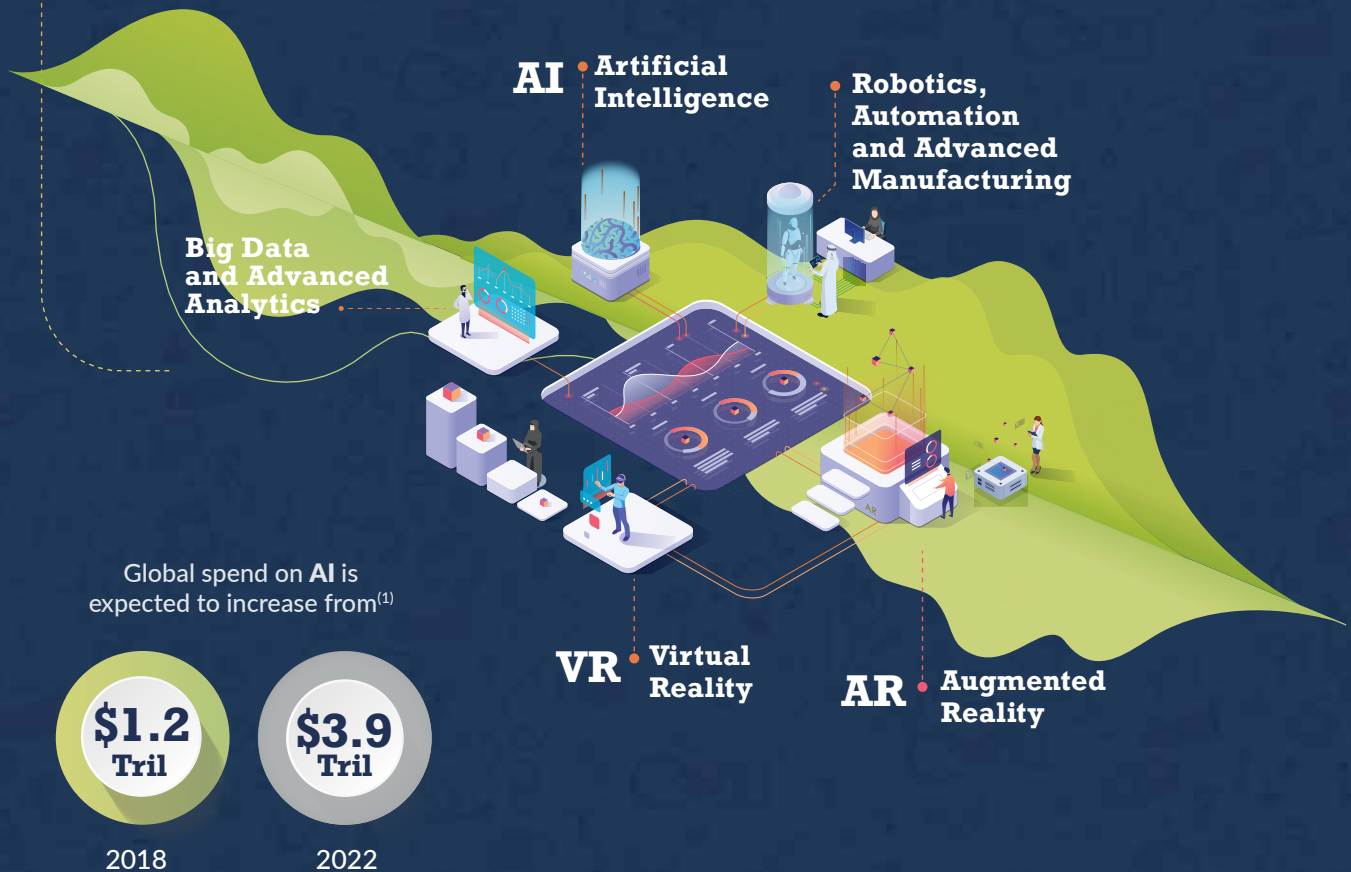 AI
Artificial
Intelligence
Robotics,
Automation
and Advanced
Manufacturing
Big Data
and Advanced
Analytics
AR
Global spend on AI is
expected to increase from(1)
$1.2
Tril
2018
$3.9
Tril
2022
VR
Virtual
Reality
AR
Augmented
Reality